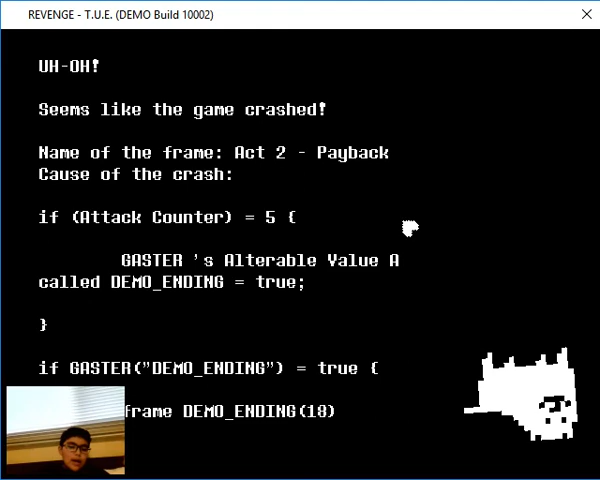 REVENGE - T.U.E. (DEMO Build 10002)
UH-OH!
Seems like the game crashed!
Name of the frame: Act 2 - Payback
Cause of the crash:
if (Attack Counter) = 5 {
GASTER 's Alterable Value A
called DEMO_ENDING = true;
}
if GASTER("DEMO_ENDING") = true {
frame DEMO_ENDING(18)